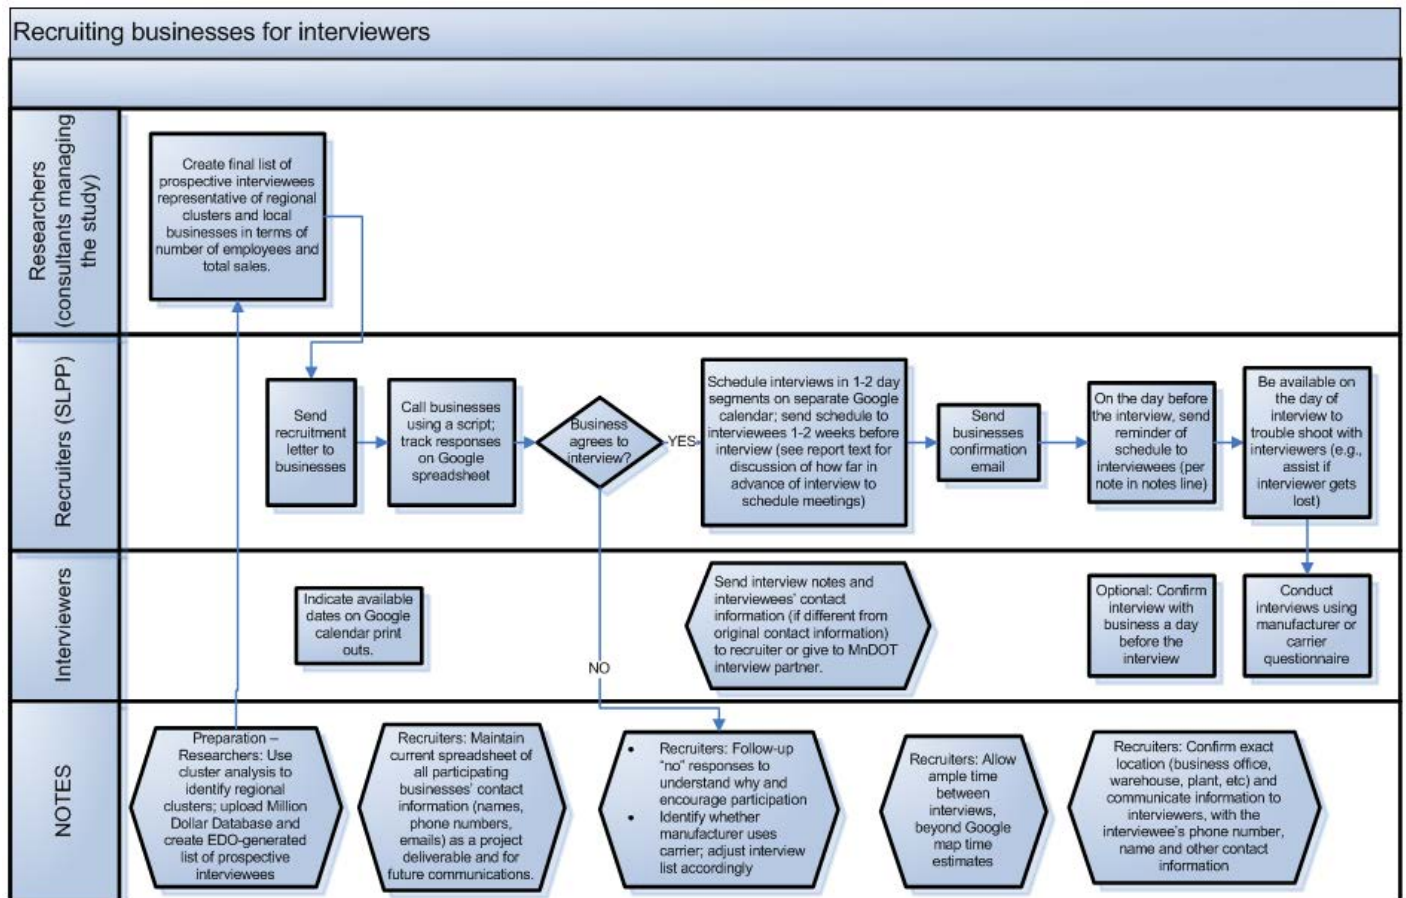 Recruiting businesses for interviewers
Researchers
(consultants managing
the study)
Create final list of
prospective interviewees
representative of regional
clusters and local
businesses in terms of
number of employees and
total sales.
Recruiters (SLPP)
Send
recruitment
letter to
businesses
Call businesses
using a script;
track responses
on Google
spreadsheet
Business
agrees to
interview?
YES
Schedule interviews in 1-2 day
segments on separate Google
calendar; send schedule to
interviewees 1-2 weeks before
interview (see report text for
discussion of how far in
advance of interview to
schedule meetings)
Send
businesses
confirmation
email
On the day before
the interview, send
reminder of
schedule to
interviewees (per
note in notes line)
Be available on
the day of
interview to
trouble shoot with
interviewers (e.g.,
assist if
interviewer gets
lost)
Interviewers
Indicate available
dates on Google
calendar print
outs.
NO
Send interview notes and
interviewees' contact
information (if different from
original contact information)
to recruiter or give to MnDOT
interview partner.
Optional: Confirm
interview with
business a day
before the
interview
Conduct
interviews using
manufacturer or
carrier
questionnaire
NOTES
Preparation –
Researchers: Use
cluster analysis to
identify regional
clusters; upload Million
Dollar Database and
create EDO-generated
list of prospective
interviewees
Recruiters: Maintain
current spreadsheet of
all participating
businesses' contact
information (names,
phone numbers,
emails) as a project
deliverable and for
future communications.
• Recruiters: Follow-up
"no" responses to
understand why and
encourage participation
• Identify whether
manufacturer uses
carrier; adjust interview
list accordingly
Recruiters: Allow
ample time
between
interviews,
beyond Google
map time
estimates
Recruiters: Confirm exact
location (business office,
warehouse, plant, etc) and
communicate information to
interviewers, with the
interviewee's phone number,
name and other contact
information